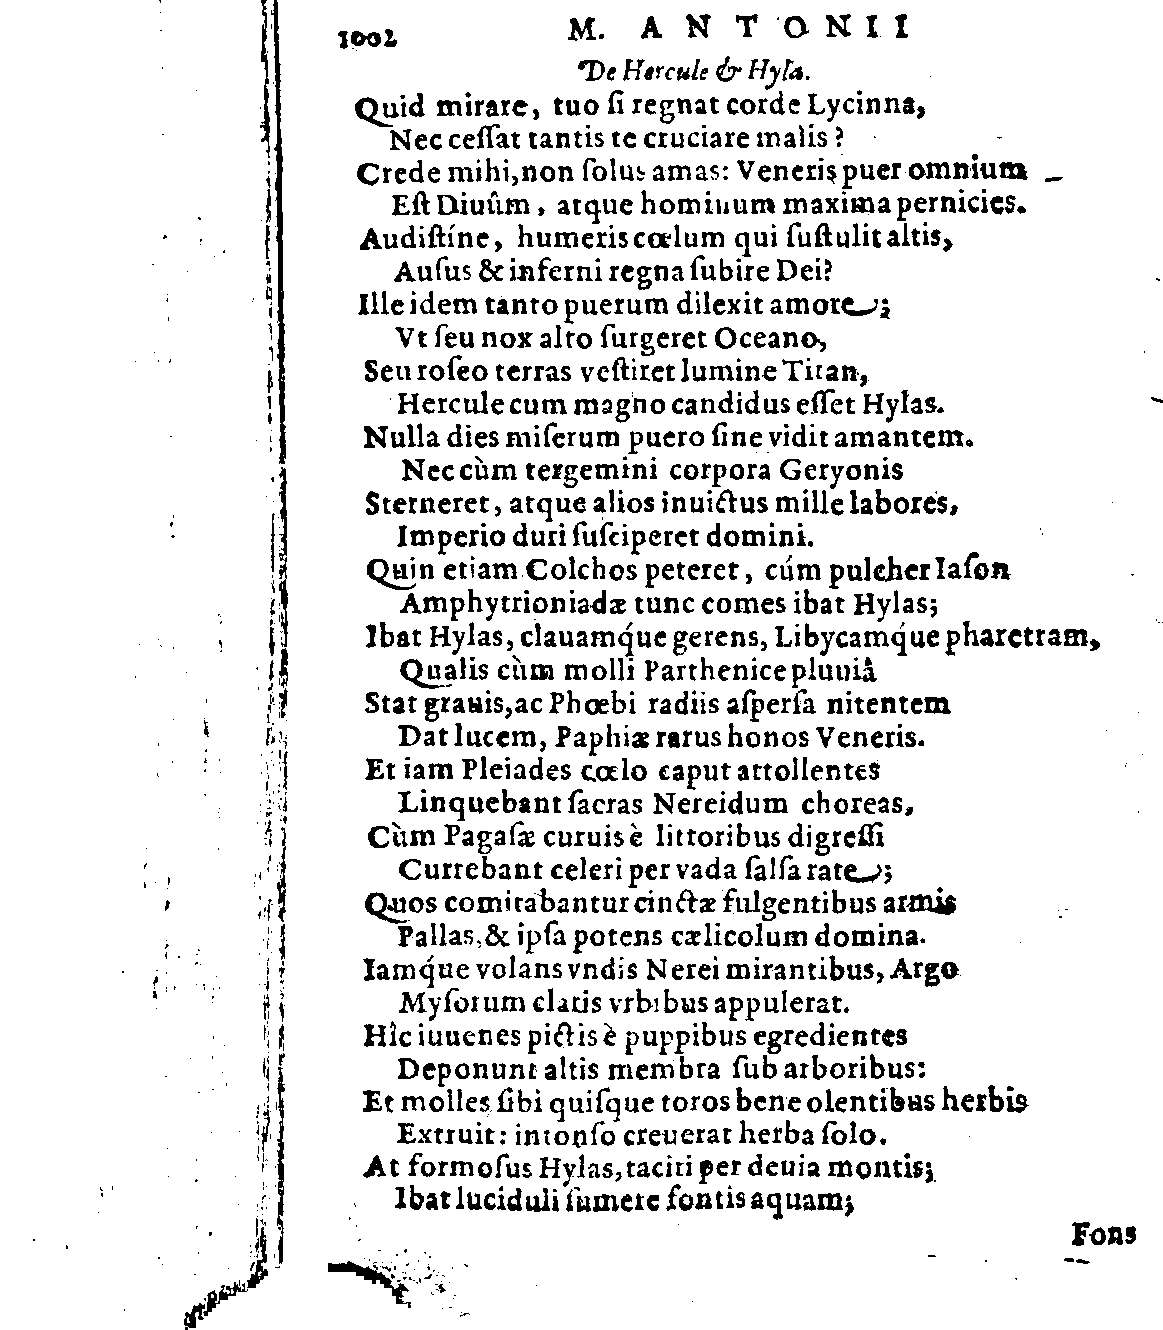 1002 M. ANTONII
De Hercule & Hyla.
Quid mirare, tuo ſi regnat corde Lycinna,
Nec ceſſat tantis te cruciare malis?
Crede mihi, non ſolus amas: Veneris puer omnium
Eſt Diuûm, atque hominum maxima pernicies.
Audiſtíne, humeris cœlum qui ſuſtulit altis,
Auſus & inferni regna ſubire Dei?
Ille idem tanto puerum dilexit amore;
Vt ſeu nox alto ſurgeret Oceano,
Seu roſeo terras veſtiret lumine Titan,
Hercule cum magno candidus eſſet Hylas.
Nulla dies miſerum puero ſine vidit amantem.
Nec cùm tergemini corpora Geryonis
Sterneret, atque alios inuictus mille labores,
Imperio duri ſuſciperet domini.
Quin etiam Colchos peteret, cúm pulcher Iaſon
Amphytrioniadæ tunc comes ibat Hylas;
Ibat Hylas, clauamq́ue gerens, Libycamq́ue pharetram,
Qualis cùm molli Parthenice pluuiâ
Stat grauis, ac Phœbi radiis aſperſa nitentem
Dat lucem, Paphiæ rarus honos Veneris.
Et iam Pleiades cœlo caput attollentes
Linquebant ſacras Nereidum choreas,
Cùm Pagaſæ curuis è littoribus digreſſi
Currebant celeri per vada ſalſa rate;
Quos comitabantur cinctæ fulgentibus armis
Pallas, & ipſa potens cælicolum domina.
Iamq́ue volans vndis Nerei mirantibus, Argo
Myſorum claris vrbibus appulerat.
Hîc iuuenes pictis è puppibus egredientes
Deponunt altis membra ſub arboribus:
Et molles ſibi quiſque toros bene olentibus herbis
Extruit: intonſo creuerat herba ſolo.
At formoſus Hylas, taciti per deuia montis;
Ibat luciduli ſumere fontis aquam;
Fons